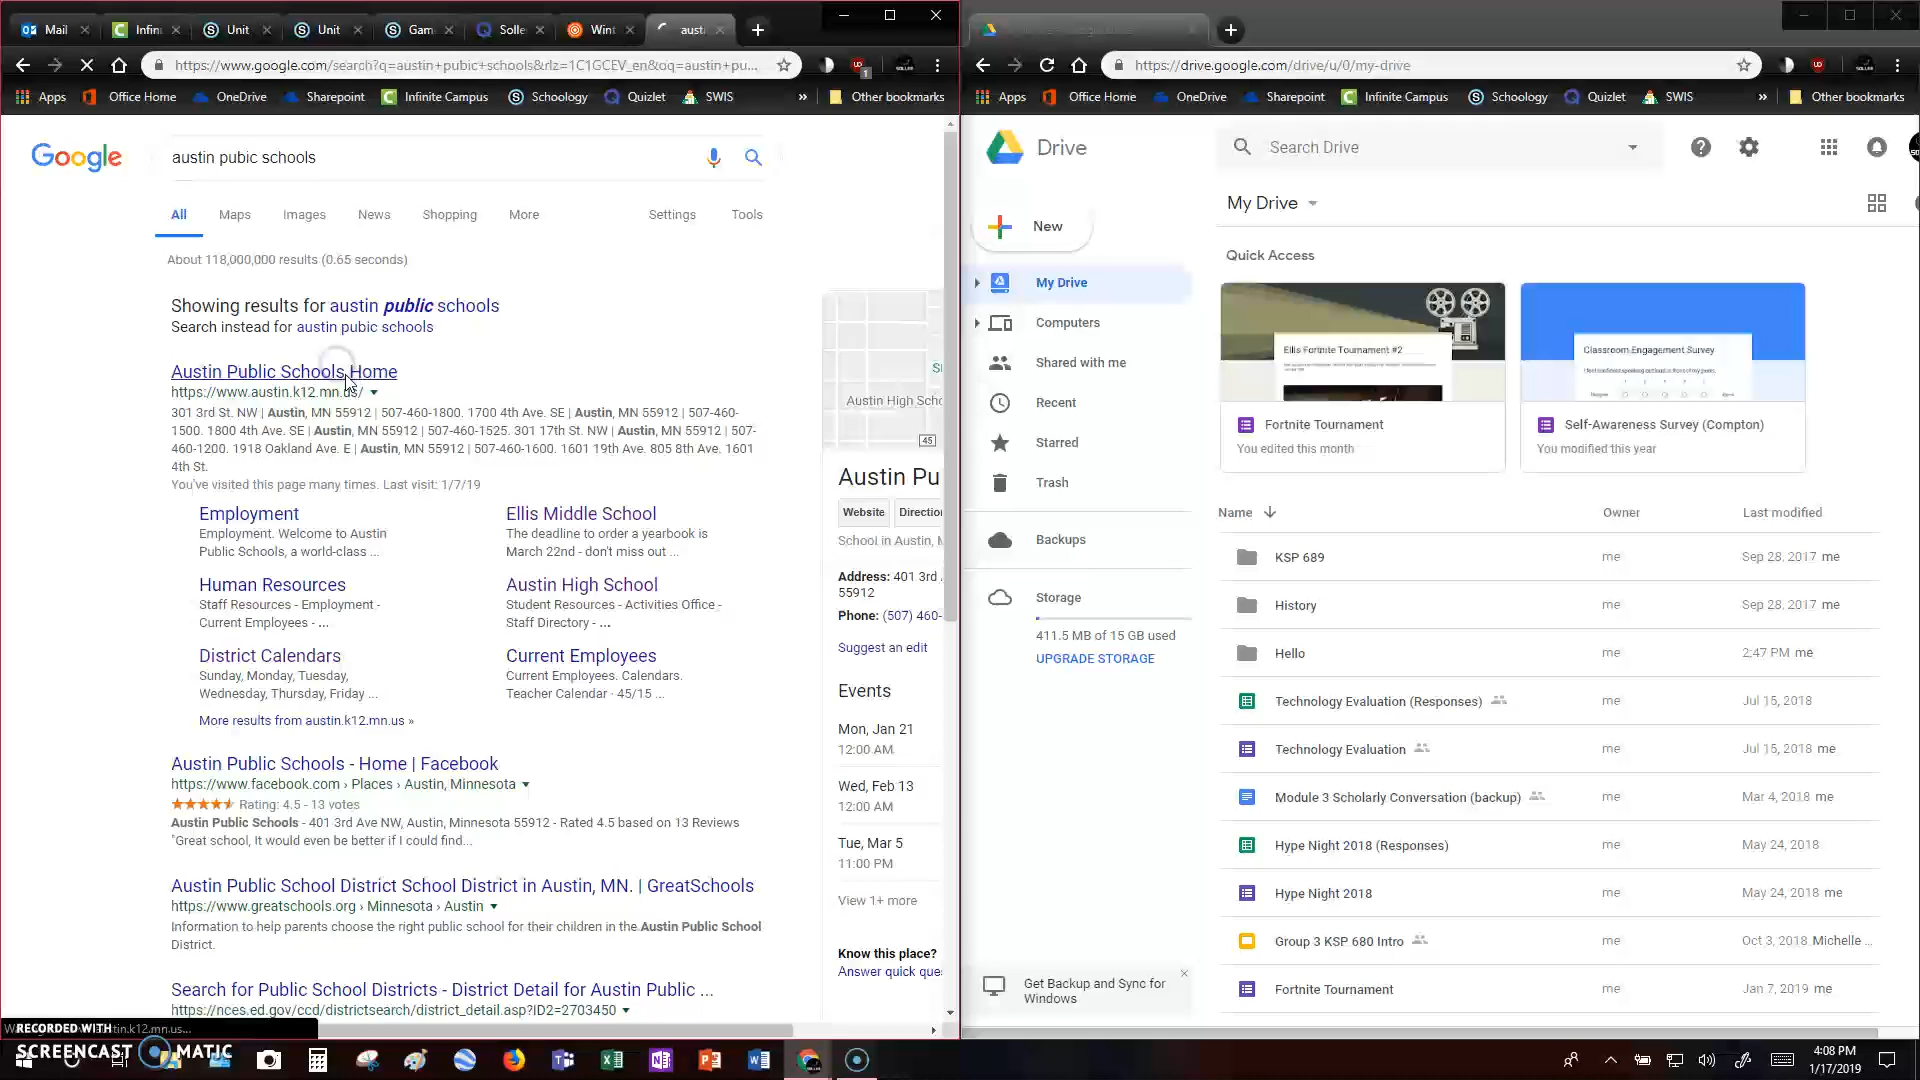 Mail
Infini
Unit
Unit
Gam
Solle
Wint
aust
https://www.google.com/search?q=austin+pubic+schools&rlz=1C1GCEV_en&oq=austin+pu...
Apps
Office Home
OneDrive
Sharepoint
Infinite Campus
Schoology
Quizlet
SWIS
»
Other bookmarks
Google
austin pubic schools
All
Maps
Images
News
Shopping
More
Settings
Tools
About 118,000,000 results (0.65 seconds)
Showing results for austin public schools
Search instead for austin pubic schools
Austin Public Schools Home
https://www.austin.k12.mn.us/
301 3rd St. NW | Austin, MN 55912 | 507-460-1800. 1700 4th Ave. SE | Austin, MN 55912 | 507-460-
1500. 1800 4th Ave. SE | Austin, MN 55912 | 507-460-1525. 301 17th St. NW | Austin, MN 55912 | 507-
460-1200. 1918 Oakland Ave. E | Austin, MN 55912 | 507-460-1600. 1601 19th Ave. 805 8th Ave. 1601
4th St.
You've visited this page many times. Last visit: 1/7/19
Employment
Employment. Welcome to Austin
Public Schools, a world-class ...
Ellis Middle School
The deadline to order a yearbook is
March 22nd - don't miss out ...
Human Resources
Staff Resources - Employment -
Current Employees - ...
Austin High School
Student Resources - Activities Office -
Staff Directory - ...
District Calendars
Sunday, Monday, Tuesday,
Wednesday, Thursday, Friday ...
Current Employees
Current Employees. Calendars.
Teacher Calendar · 45/15 ...
More results from austin.k12.mn.us »
Austin Public Schools - Home | Facebook
https://www.facebook.com › Places › Austin, Minnesota
Rating: 4.5 - 13 votes
Austin Public Schools - 401 3rd Ave NW, Austin, Minnesota 55912 - Rated 4.5 based on 13 Reviews
"Great school, It would even be better if I could find...
Austin Public School District School District in Austin, MN. | GreatSchools
https://www.greatschools.org › Minnesota › Austin
Information to help parents choose the right public school for their children in the Austin Public School
District.
Search for Public School Districts - District Detail for Austin Public ...
https://nces.ed.gov/ccd/districtsearch/district_detail.asp?ID2=2703450
Austin High Scho
45
Austin Pu
Website
Direction
School in Austin, M
Address: 401 3rd
55912
Phone: (507) 460-
Suggest an edit
Events
Mon, Jan 21
12:00 AM
Wed, Feb 13
12:00 AM
Tue, Mar 5
11:00 PM
View 1+ more
Know this place?
Answer quick ques
RECORDED WITH
SCREENCAST MATIC
https://drive.google.com/drive/u/0/my-drive
Apps
Office Home
OneDrive
Sharepoint
Infinite Campus
Schoology
Quizlet
SWIS
»
Other bookmarks
Drive
Search Drive
New
My Drive
Computers
Shared with me
Recent
Starred
Trash
Backups
Storage
411.5 MB of 15 GB used
UPGRADE STORAGE
Get Backup and Sync for
Windows
My Drive
Quick Access
Ellis Fortnite Tournament #2
Fortnite Tournament
You edited this month
Classroom Engagement Survey
Self-Awareness Survey (Compton)
You modified this year
Name
Owner
Last modified
KSP 689
me
Sep 28, 2017 me
History
me
Sep 28, 2017 me
Hello
me
2:47 PM me
Technology Evaluation (Responses)
me
Jul 15, 2018
Technology Evaluation
me
Jul 15, 2018 me
Module 3 Scholarly Conversation (backup)
me
Mar 4, 2018 me
Hype Night 2018 (Responses)
me
May 24, 2018
Hype Night 2018
me
May 24, 2018 me
Group 3 KSP 680 Intro
me
Oct 3, 2018 Michelle ...
Fortnite Tournament
me
Jan 7, 2019 me
4:08 PM
1/17/2019